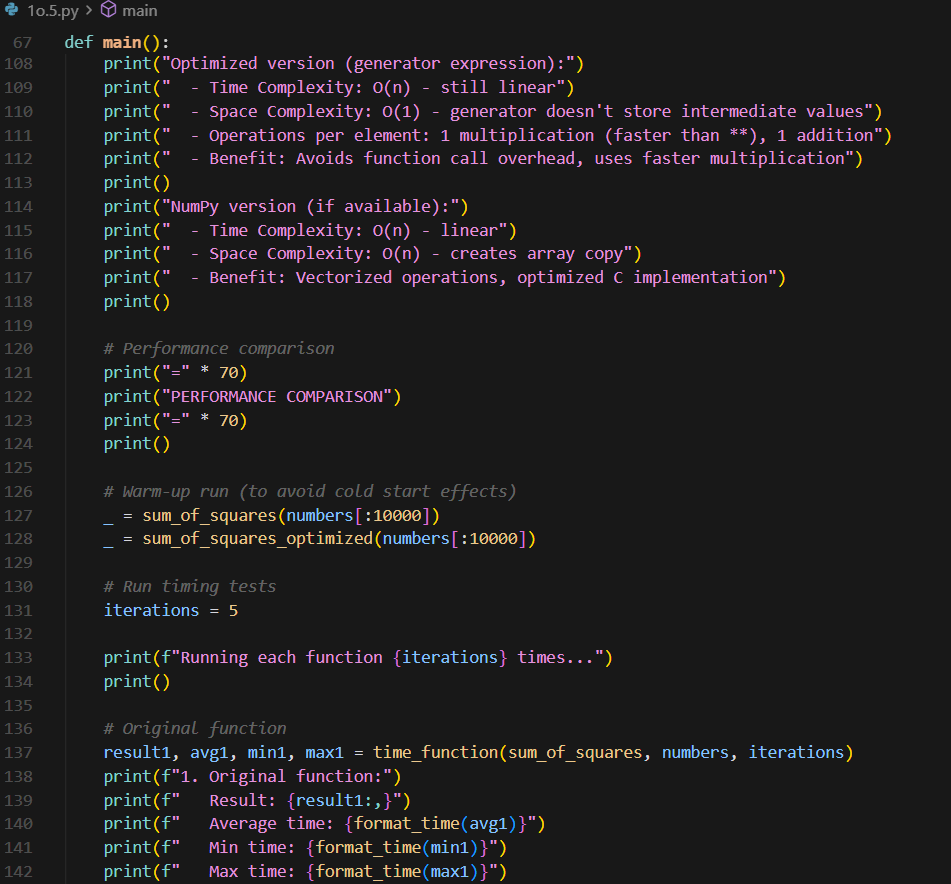 1o.5.py > main
67 def main():
108     print("Optimized version (generator expression):")
109     print("  - Time Complexity: O(n) - still linear")
110     print("  - Space Complexity: O(1) - generator doesn't store intermediate values")
111     print("  - Operations per element: 1 multiplication (faster than **), 1 addition")
112     print("  - Benefit: Avoids function call overhead, uses faster multiplication")
113     print()
114     print("NumPy version (if available):")
115     print("  - Time Complexity: O(n) - linear")
116     print("  - Space Complexity: O(n) - creates array copy")
117     print("  - Benefit: Vectorized operations, optimized C implementation")
118     print()
119
120     # Performance comparison
121     print("=" * 70)
122     print("PERFORMANCE COMPARISON")
123     print("=" * 70)
124     print()
125
126     # Warm-up run (to avoid cold start effects)
127     _ = sum_of_squares(numbers[:10000])
128     _ = sum_of_squares_optimized(numbers[:10000])
129
130     # Run timing tests
131     iterations = 5
132
133     print(f"Running each function {iterations} times...")
134     print()
135
136     # Original function
137     result1, avg1, min1, max1 = time_function(sum_of_squares, numbers, iterations)
138     print(f"1. Original function:")
139     print(f"   Result: {result1:,}")
140     print(f"   Average time: {format_time(avg1)}")
141     print(f"   Min time: {format_time(min1)}")
142     print(f"   Max time: {format_time(max1)}")